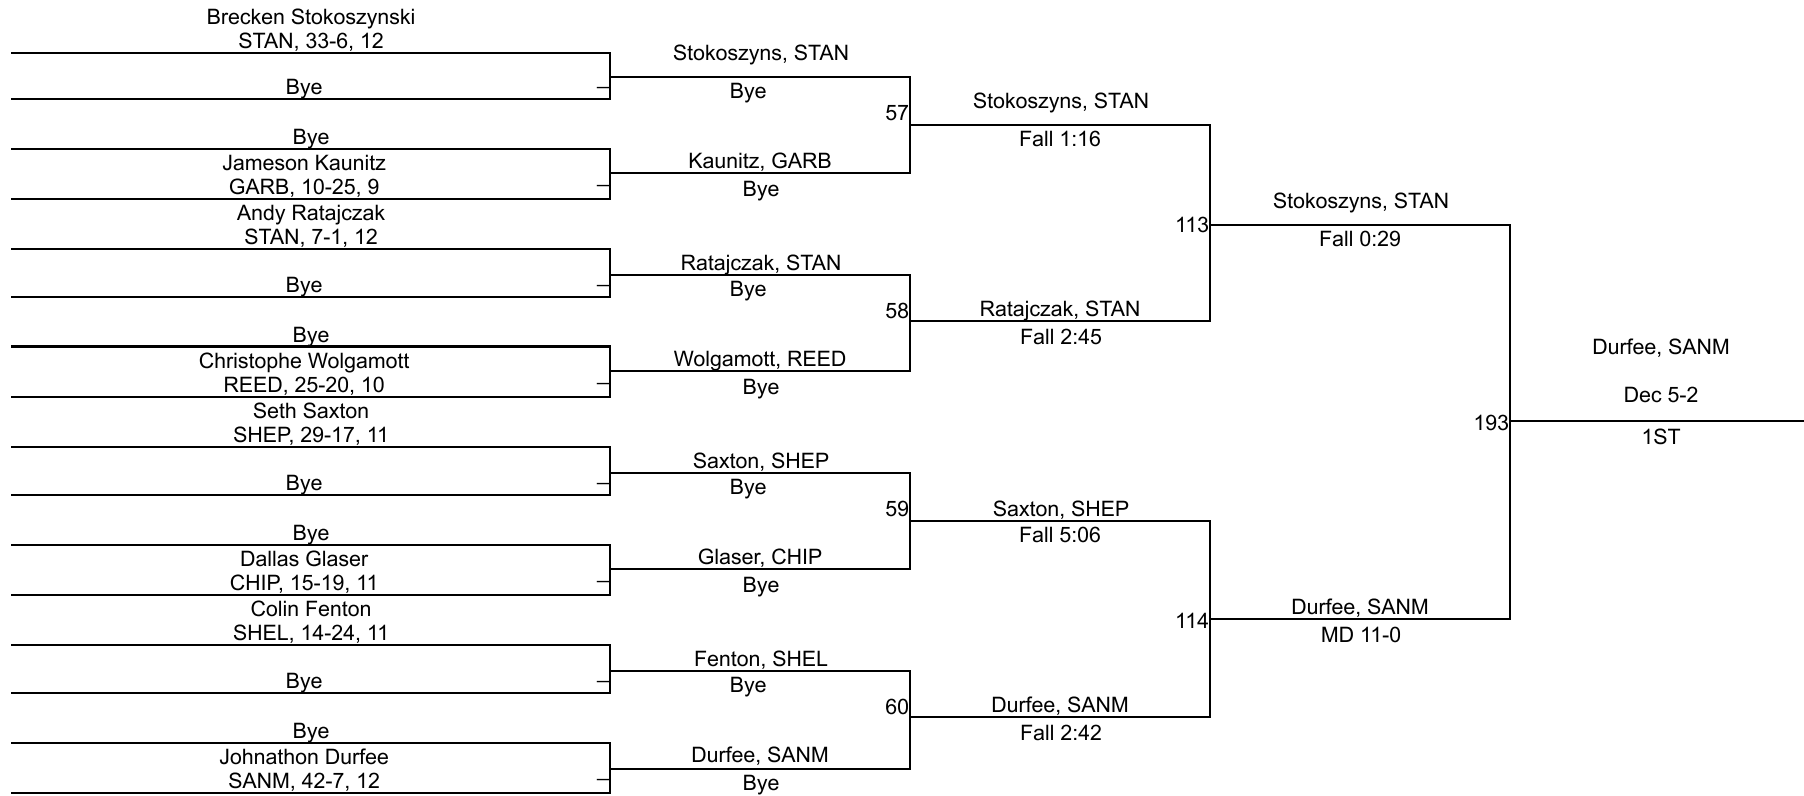 Brecken Stokoszynski
STAN, 33-6, 12
Bye
Bye
Jameson Kaunitz
GARB, 10-25, 9
Andy Ratajczak
STAN, 7-1, 12
Bye
Bye
Christophe Wolgamott
REED, 25-20, 10
Seth Saxton
SHEP, 29-17, 11
Bye
Bye
Dallas Glaser
CHIP, 15-19, 11
Colin Fenton
SHEL, 14-24, 11
Bye
Bye
Johnathon Durfee
SANM, 42-7, 12
Stokoszyns, STAN
Bye
57
Kaunitz, GARB
Bye
Ratajczak, STAN
Bye
58
Wolgamott, REED
Bye
Saxton, SHEP
Bye
59
Glaser, CHIP
Bye
Fenton, SHEL
Bye
60
Durfee, SANM
Bye
Stokoszyns, STAN
Fall 1:16
113
Ratajczak, STAN
Fall 2:45
Saxton, SHEP
Fall 5:06
114
Durfee, SANM
Fall 2:42
Stokoszyns, STAN
Fall 0:29
193
Durfee, SANM
MD 11-0
Durfee, SANM
Dec 5-2
1ST